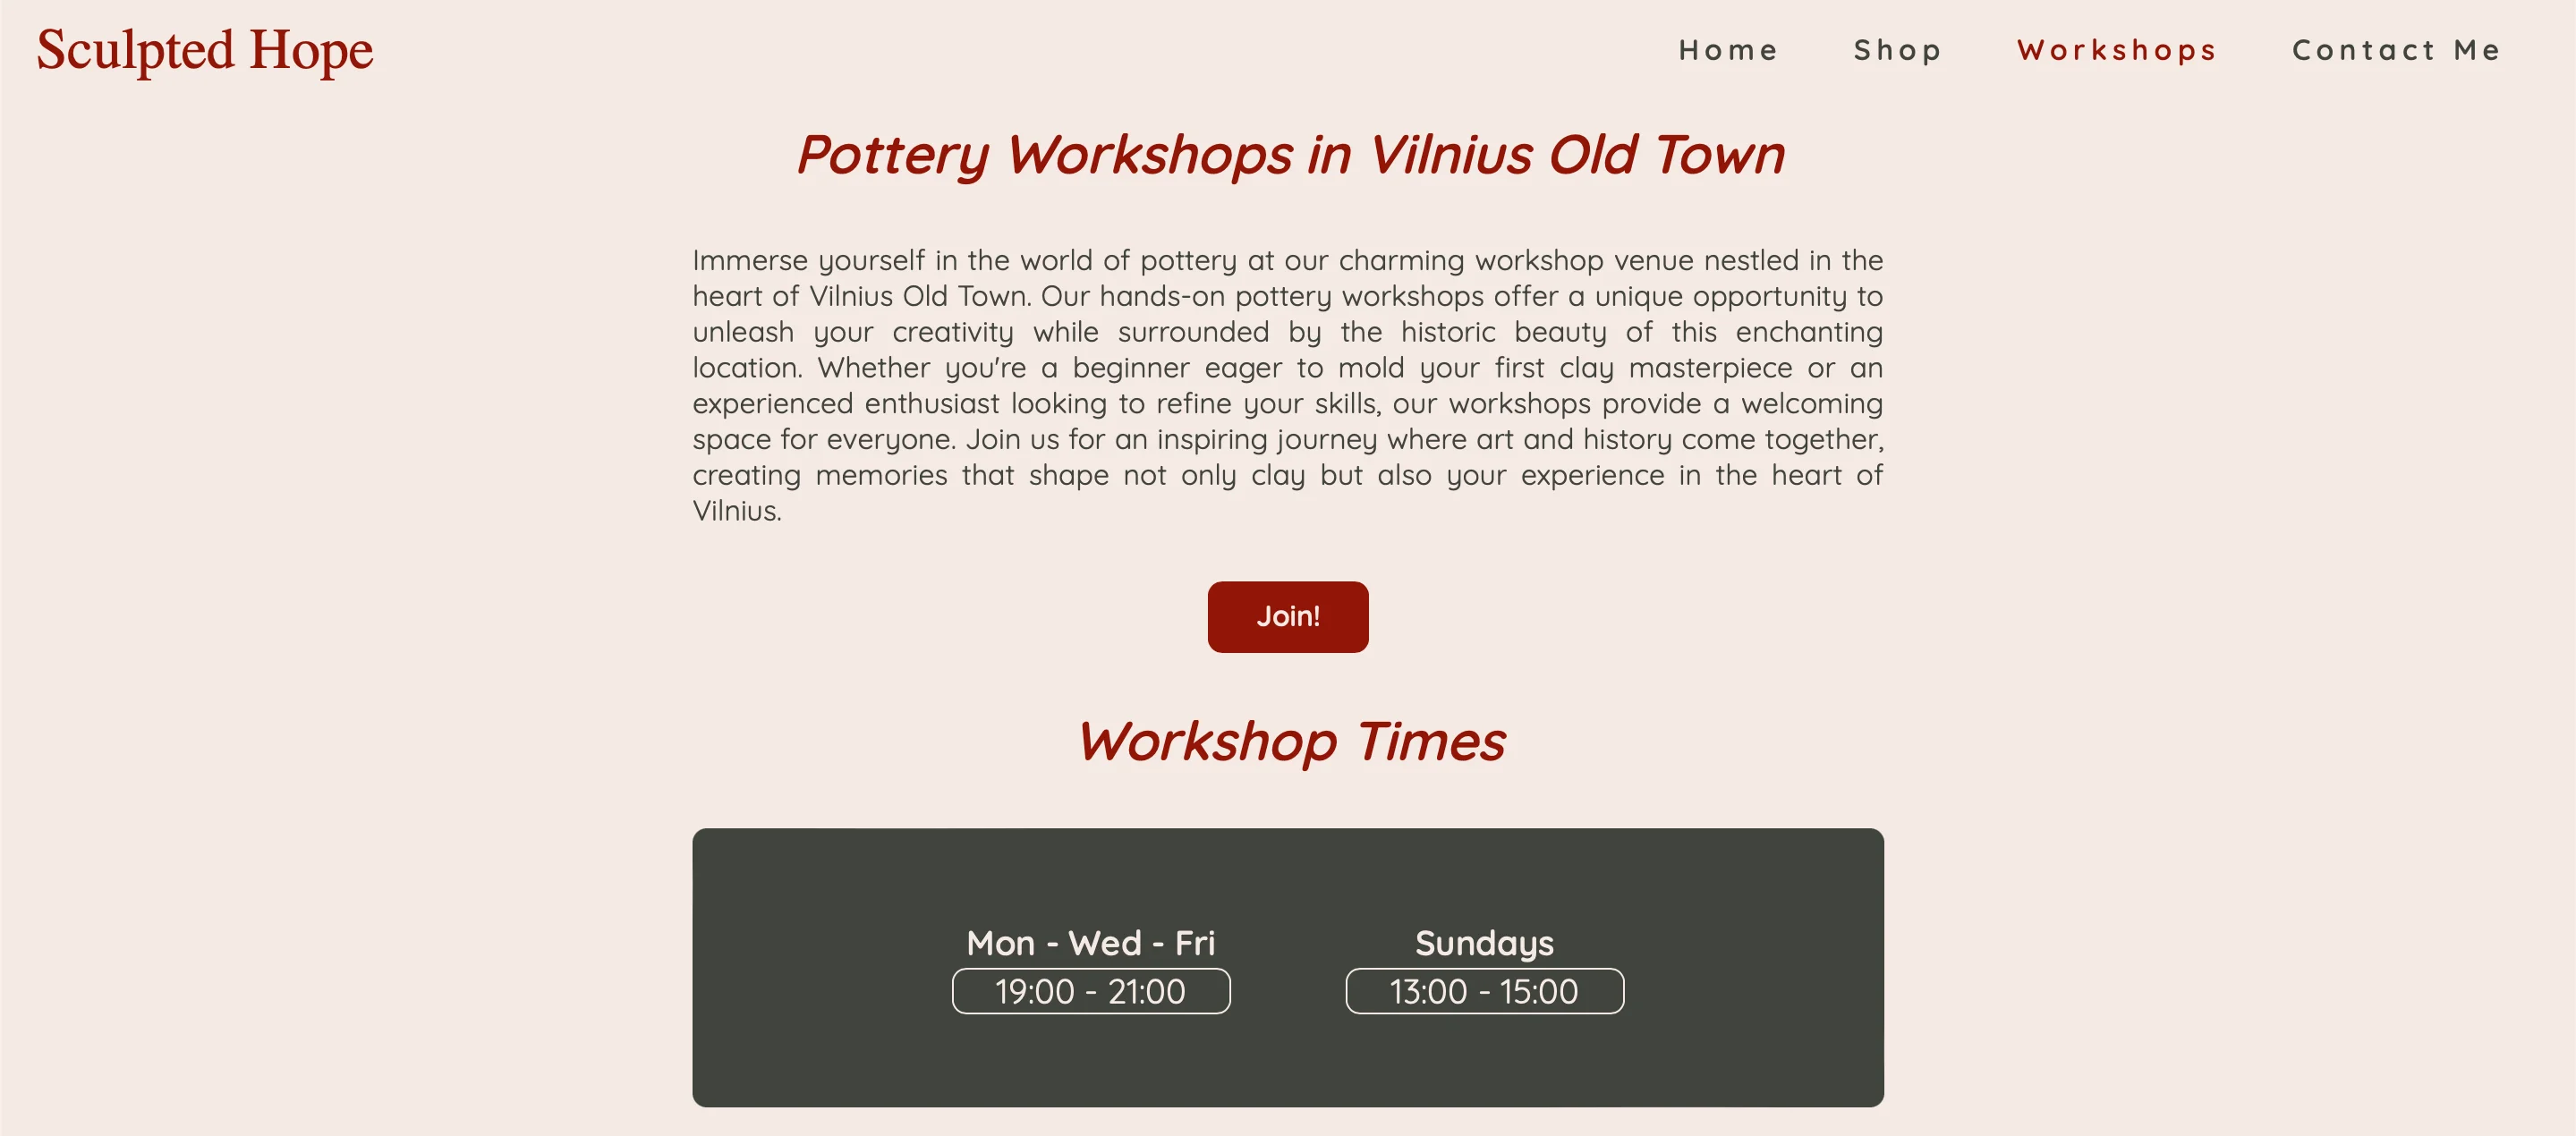 Sculpted Hope
Home Shop Workshops Contact Me
Pottery Workshops in Vilnius Old Town
Immerse yourself in the world of pottery at our charming workshop venue nestled in the
heart of Vilnius Old Town. Our hands-on pottery workshops offer a unique opportunity to
unleash your creativity while surrounded by the historic beauty of this enchanting
location. Whether you're a beginner eager to mold your first clay masterpiece or an
experienced enthusiast looking to refine your skills, our workshops provide a welcoming
space for everyone. Join us for an inspiring journey where art and history come together,
creating memories that shape not only clay but also your experience in the heart of
Vilnius.
Join!
Workshop Times
Mon - Wed - Fri
19:00 - 21:00
Sundays
13:00 - 15:00